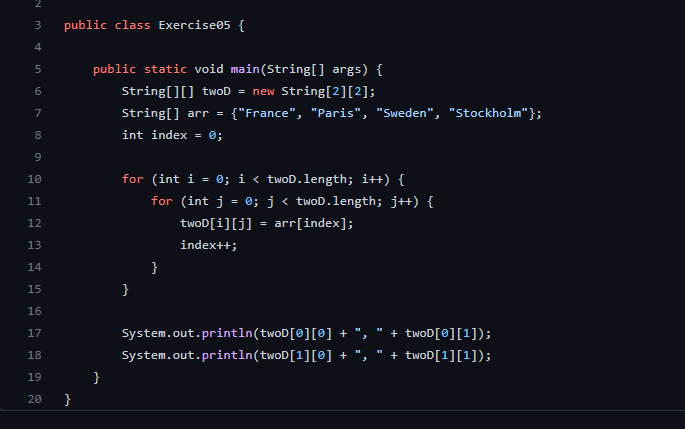 2
3 public class Exercise05 {
4
5     public static void main(String[] args) {
6         String[][] twoD = new String[2][2];
7         String[] arr = {"France", "Paris", "Sweden", "Stockholm"};
8         int index = 0;
9
10         for (int i = 0; i < twoD.length; i++) {
11             for (int j = 0; j < twoD.length; j++) {
12                 twoD[i][j] = arr[index];
13                 index++;
14             }
15         }
16
17         System.out.println(twoD[0][0] + ", " + twoD[0][1]);
18         System.out.println(twoD[1][0] + ", " + twoD[1][1]);
19     }
20 }